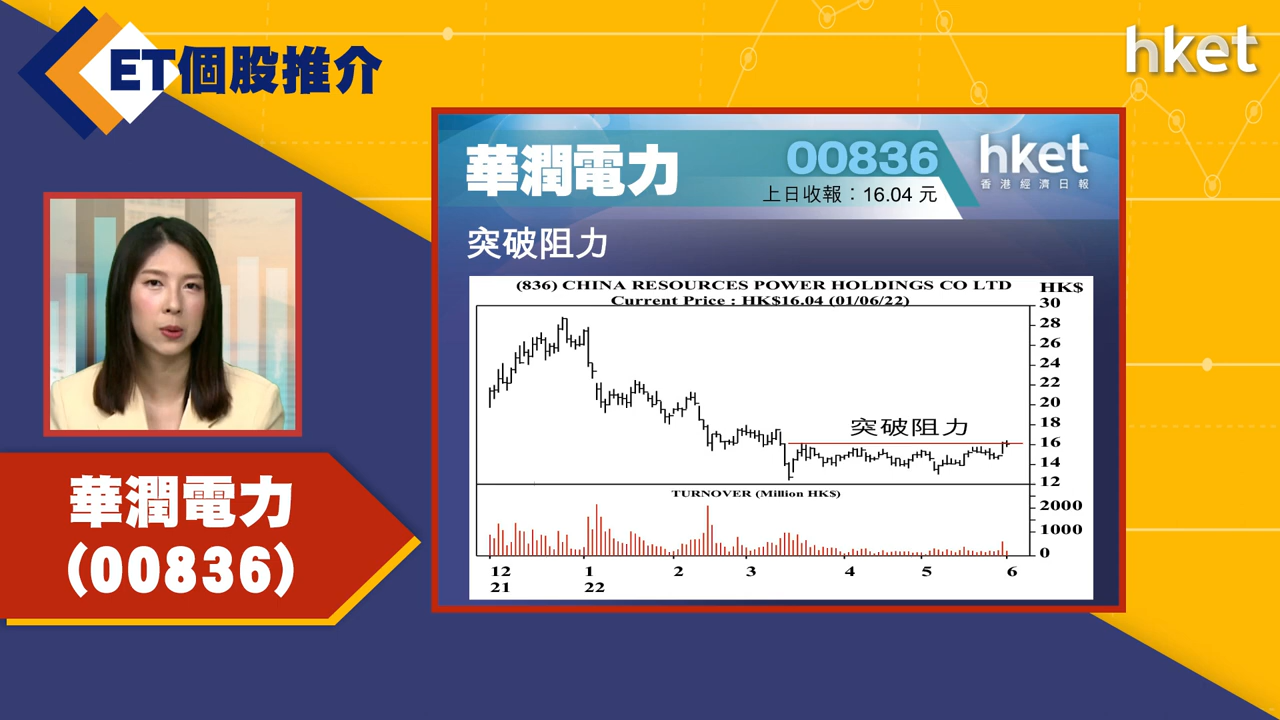 ET個股推介
hket
華潤電力
00836
hket
香港經濟日報
上日收報：16.04 元
突破阻力
(836) CHINA RESOURCES POWER HOLDINGS CO LTD
Current Price : HK$16.04 (01/06/22)
HK$
30
28
26
24
22
20
18
突破阻力
16
14
12
TURNOVER (Million HK$)
2000
1000
0
12 1 2 3 4 5 6
21 22
華潤電力
(00836)